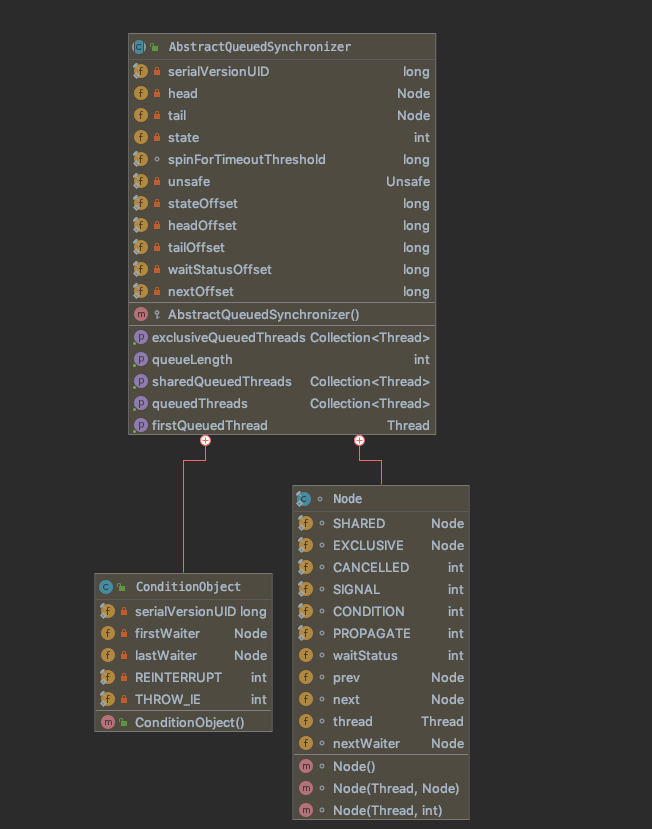 AbstractQueuedSynchronizer
serialVersionUID long
head Node
tail Node
state int
spinForTimeoutThreshold long
unsafe Unsafe
stateOffset long
headOffset long
tailOffset long
waitStatusOffset long
nextOffset long
AbstractQueuedSynchronizer()
exclusiveQueuedThreads Collection<Thread>
queueLength int
sharedQueuedThreads Collection<Thread>
queuedThreads Collection<Thread>
firstQueuedThread Thread
ConditionObject
serialVersionUID long
firstWaiter Node
lastWaiter Node
REINTERRUPT int
THROW_IE int
ConditionObject()
Node
SHARED Node
EXCLUSIVE Node
CANCELLED int
SIGNAL int
CONDITION int
PROPAGATE int
waitStatus int
prev Node
next Node
thread Thread
nextWaiter Node
Node()
Node(Thread, Node)
Node(Thread, int)